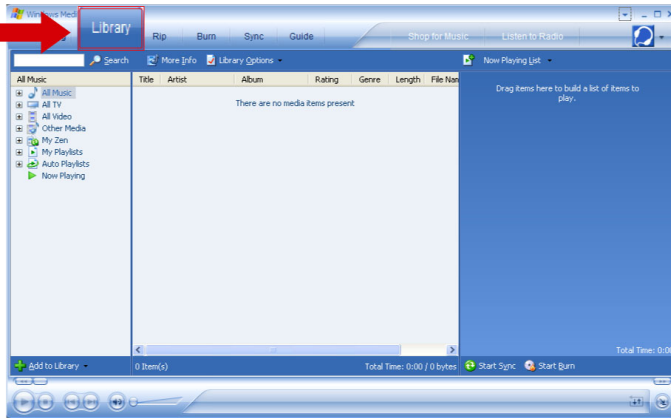 Windows Medi
Library
Rip Burn Sync Guide Shop for Music Listen to Radio
Search More Info Library Options Now Playing List
All Music
Title Artist Album Rating Genre Length File Nam
All Music
All TV
All Video
Other Media
My Zen
My Playlists
Auto Playlists
Now Playing
There are no media items present
Drag items here to build a list of items to
play.
Total Time: 0:00
Add to Library 0 Item(s) Total Time: 0:00 / 0 bytes Start Sync Start Burn